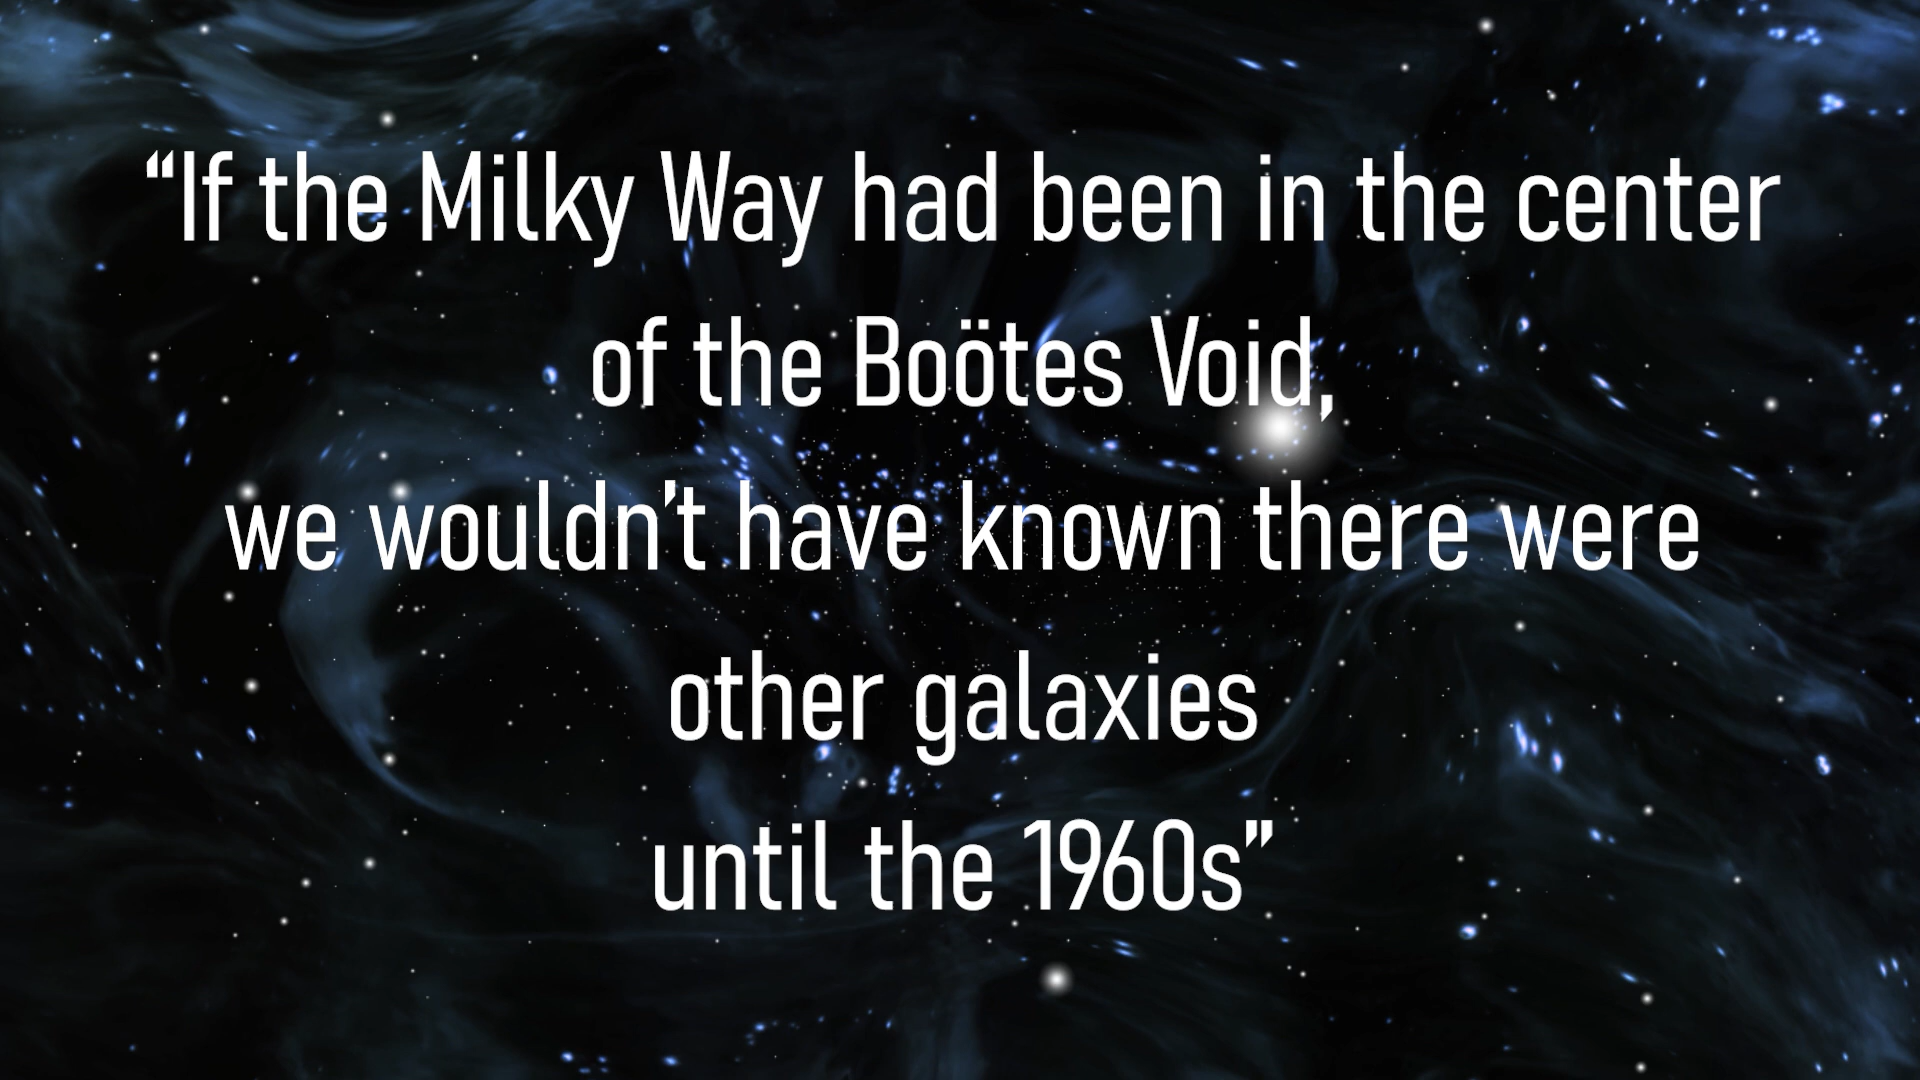 “If the Milky Way had been in the center
of the Boötes Void,
we wouldn’t have known there were
other galaxies
until the 1960s”